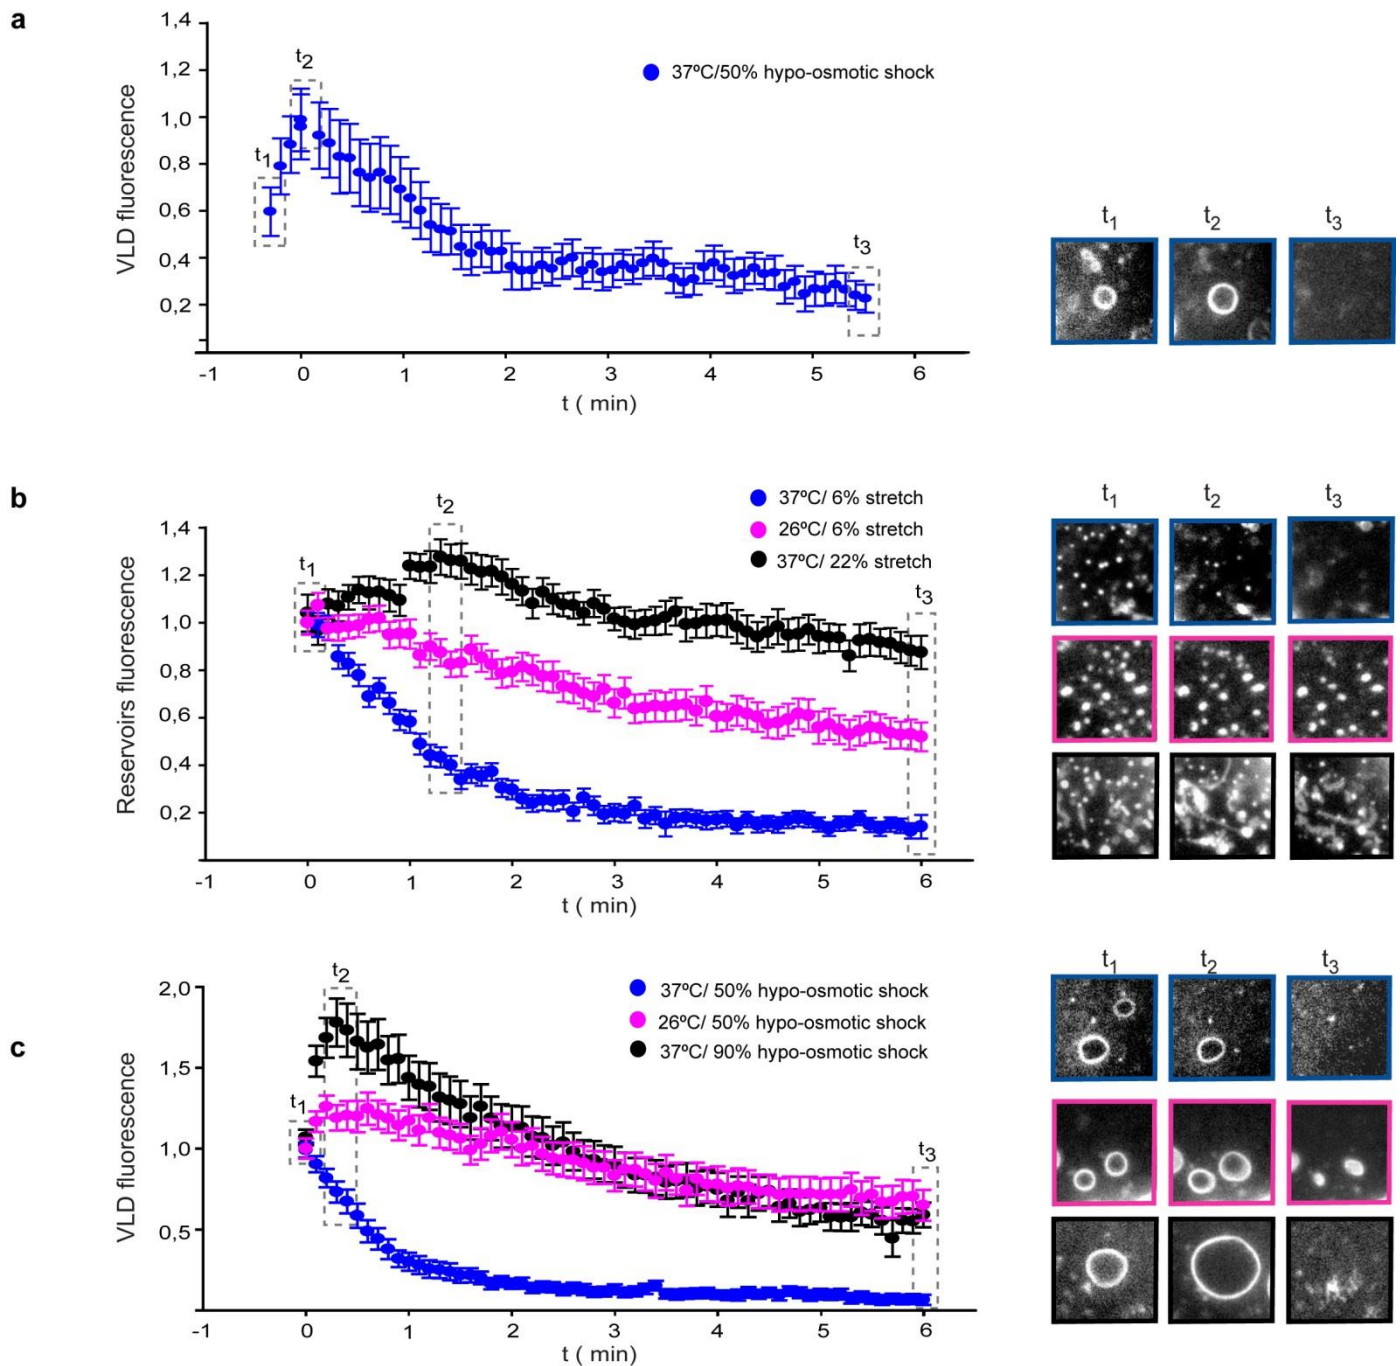 a
1,4
1,2
1,0
0,8
0,6
0,4
0,2
VLD fluorescence
t1
t2
t3
37ºC/50% hypo-osmotic shock
-1 0 1 2 3 4 5 6
t ( min)
t1 t2 t3
b
1,4
1,2
1,0
0,8
0,6
0,4
0,2
Reservoirs fluorescence
t1
t2
t3
37ºC/ 6% stretch
26ºC/ 6% stretch
37ºC/ 22% stretch
-1 0 1 2 3 4 5 6
t ( min)
t1 t2 t3
c
2,0
1,5
1,0
0,5
VLD fluorescence
t1
t2
t3
37ºC/ 50% hypo-osmotic shock
26ºC/ 50% hypo-osmotic shock
37ºC/ 90% hypo-osmotic shock
-1 0 1 2 3 4 5 6
t ( min)
t1 t2 t3